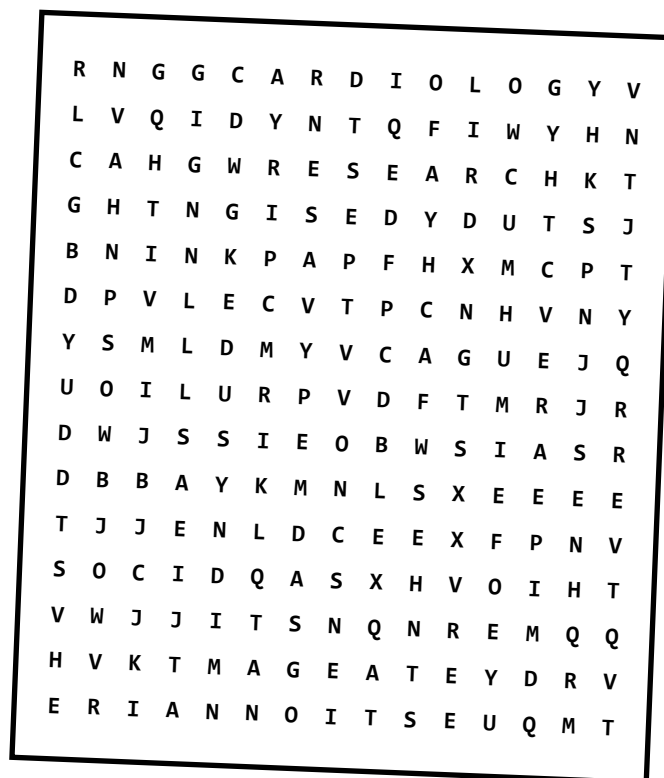 R N G G C A R D I O L O G Y V
L V Q I D Y N T Q F I W Y H N
C A H G W R E S E A R C H K T
G H T N G I S E D Y D U T S J
B N I N K P A P F H X M C P T
D P V L E C V T P C N H V N Y
Y S M L D M Y V C A G U E J Q
U O I L U R P V D F T M R J R
D W J S S I E O B W S I A S R
D B B A Y K M N L S X E E E E
T J J E N L D C E E X F P N V
S O C I D Q A S X H V O I H T
V W J J I T S N Q N R E M Q Q
H V K T M A G E A T E Y D R V
E R I A N N O I T S E U Q M T